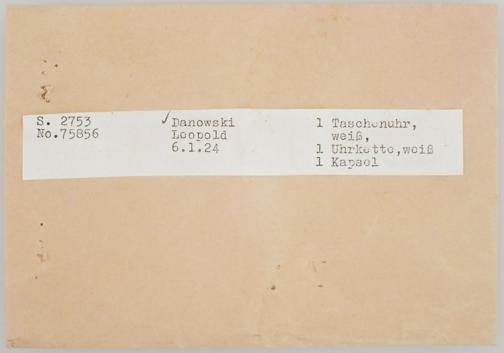 S. 2753
No.75856
✓Danowski
Leopold
6.1.24
1 Taschenuhr,
weiß,
1 Uhrkette,weiß
1 Kapsel